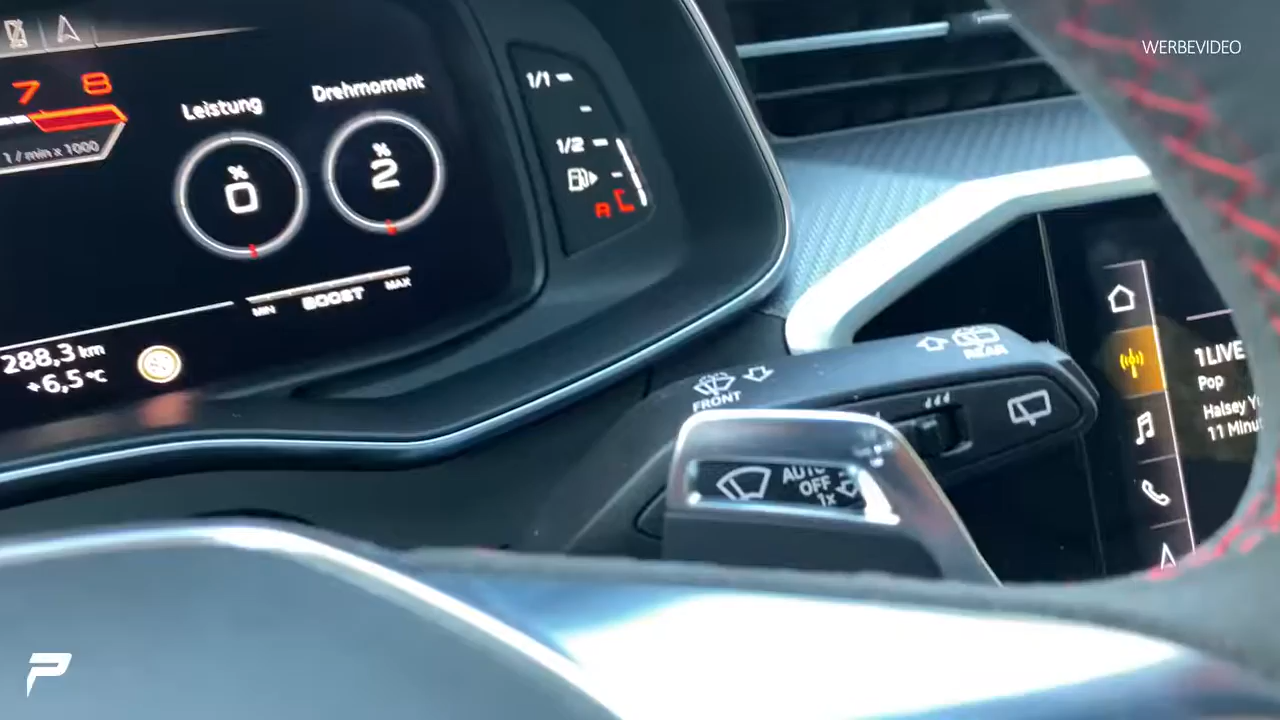 WERBEVIDEO
7 8
1 / min x 1000
Leistung
%
0
Drehmoment
%
2
MIN BOOST MAX
1/1
1/2
R
288,3 km
+6,5 °C
FRONT
REAR
AUTO
OFF
1x
1LIVE
Pop
Halsey
11 Minu